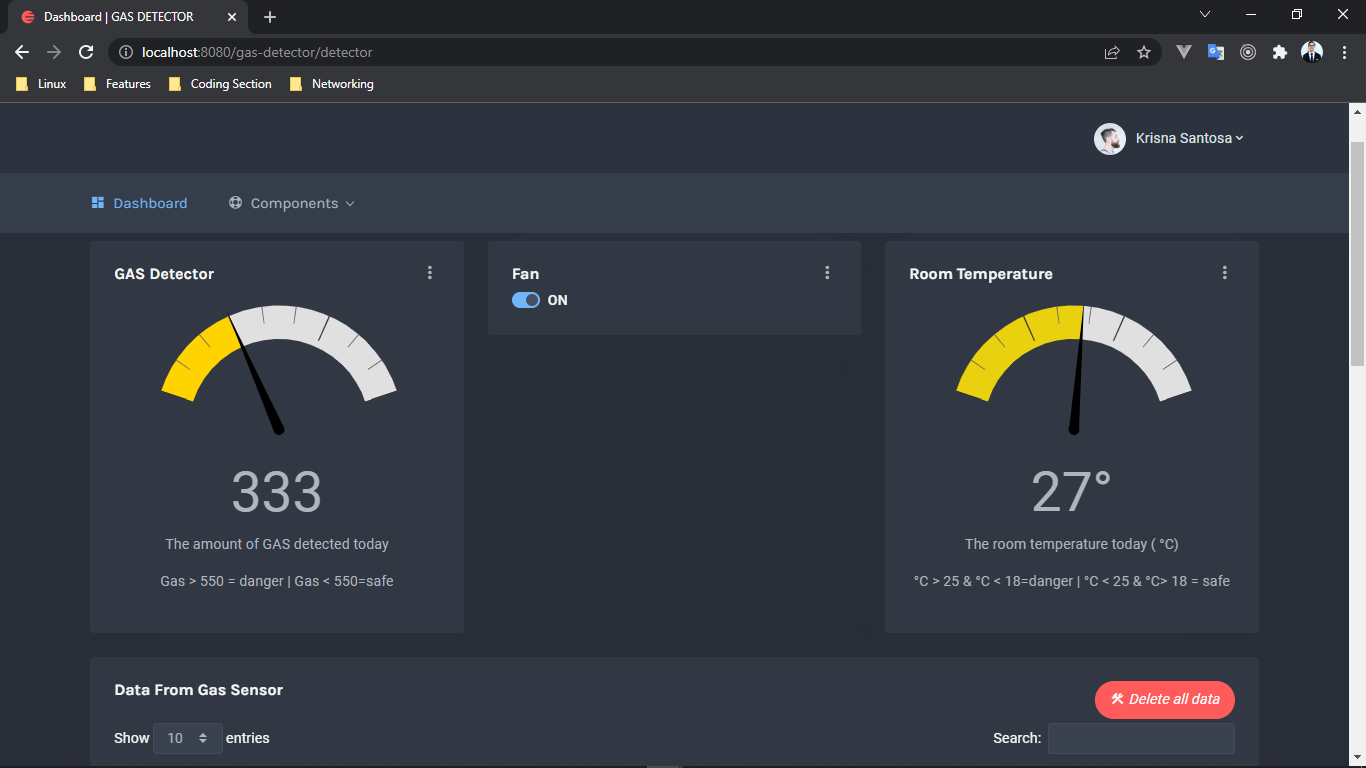 Dashboard | GAS DETECTOR
localhost:8080/gas-detector/detector
Linux Features Coding Section Networking
Krisna Santosa
Dashboard Components
GAS Detector
333
The amount of GAS detected today
Gas > 550 = danger | Gas < 550=safe
Fan
ON
Room Temperature
27°
The room temperature today ( °C)
°C > 25 & °C < 18=danger | °C < 25 & °C> 18 = safe
Data From Gas Sensor
Delete all data
Show 10 entries
Search: